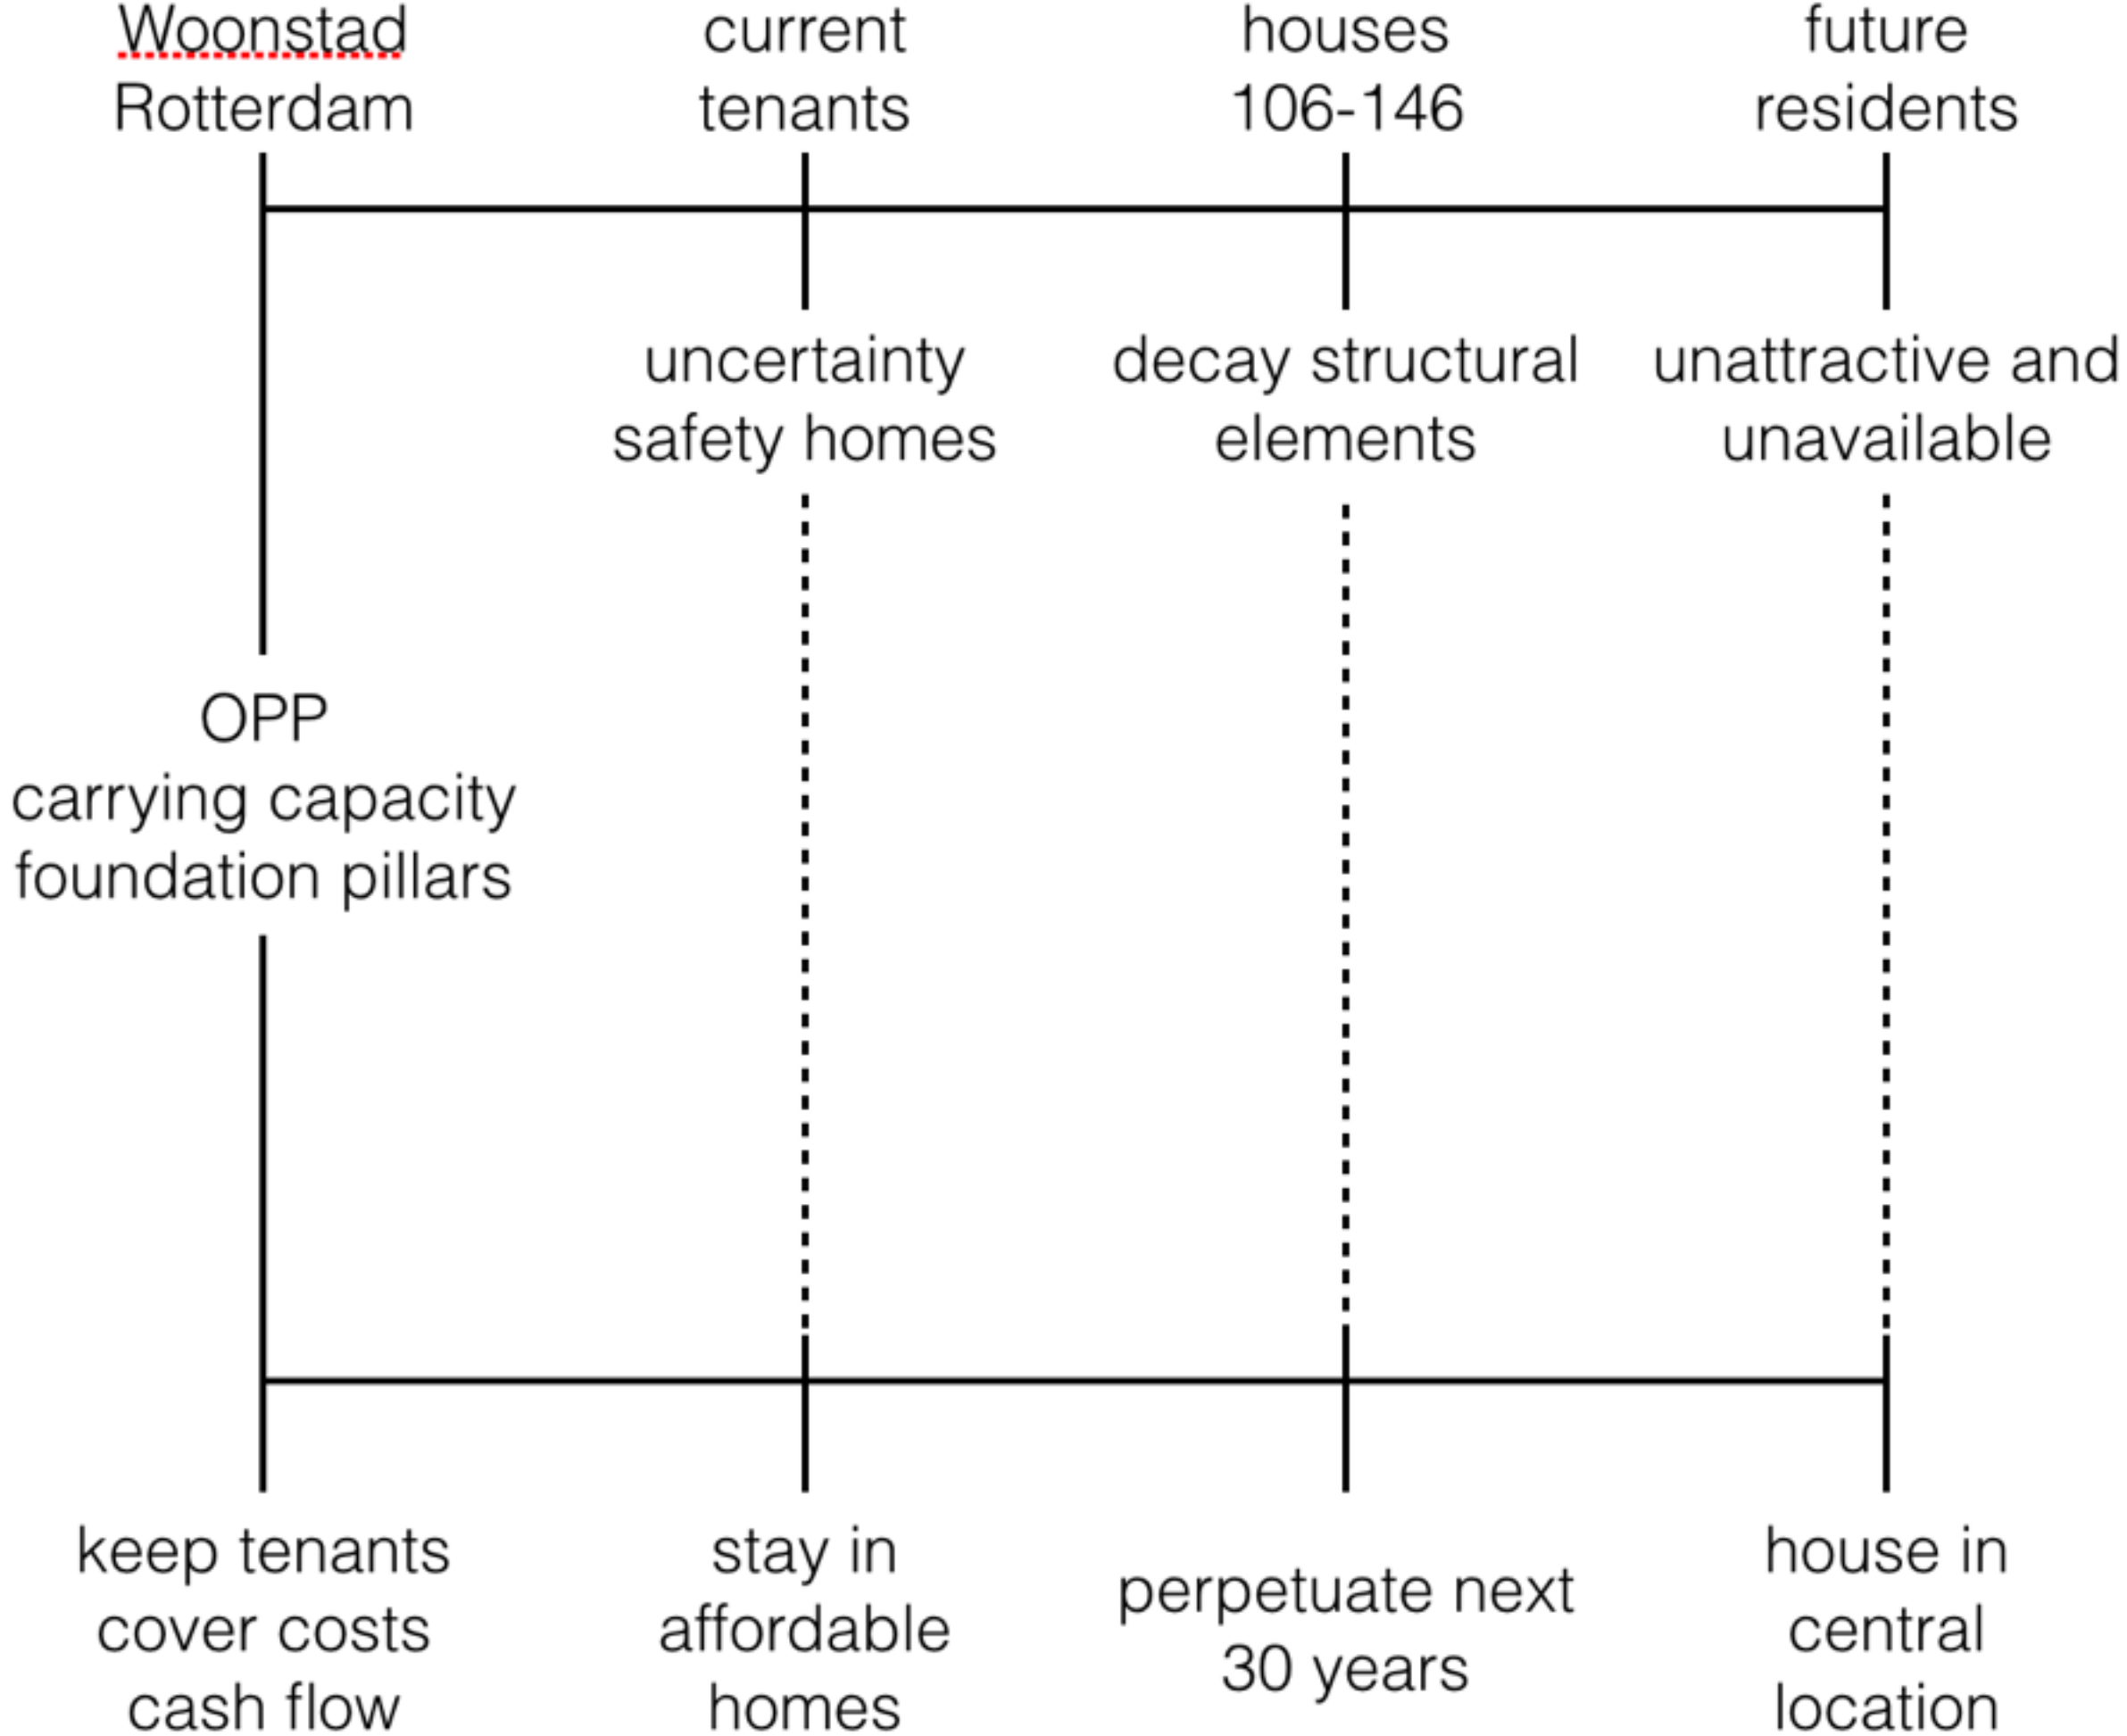 Woonstad
Rotterdam
current
tenants
houses
106-146
future
residents
uncertainty
safety homes
decay structural
elements
unattractive and
unavailable
OPP
carrying capacity
foundation pillars
keep tenants
cover costs
cash flow
stay in
affordable
homes
perpetuate next
30 years
house in
central
location